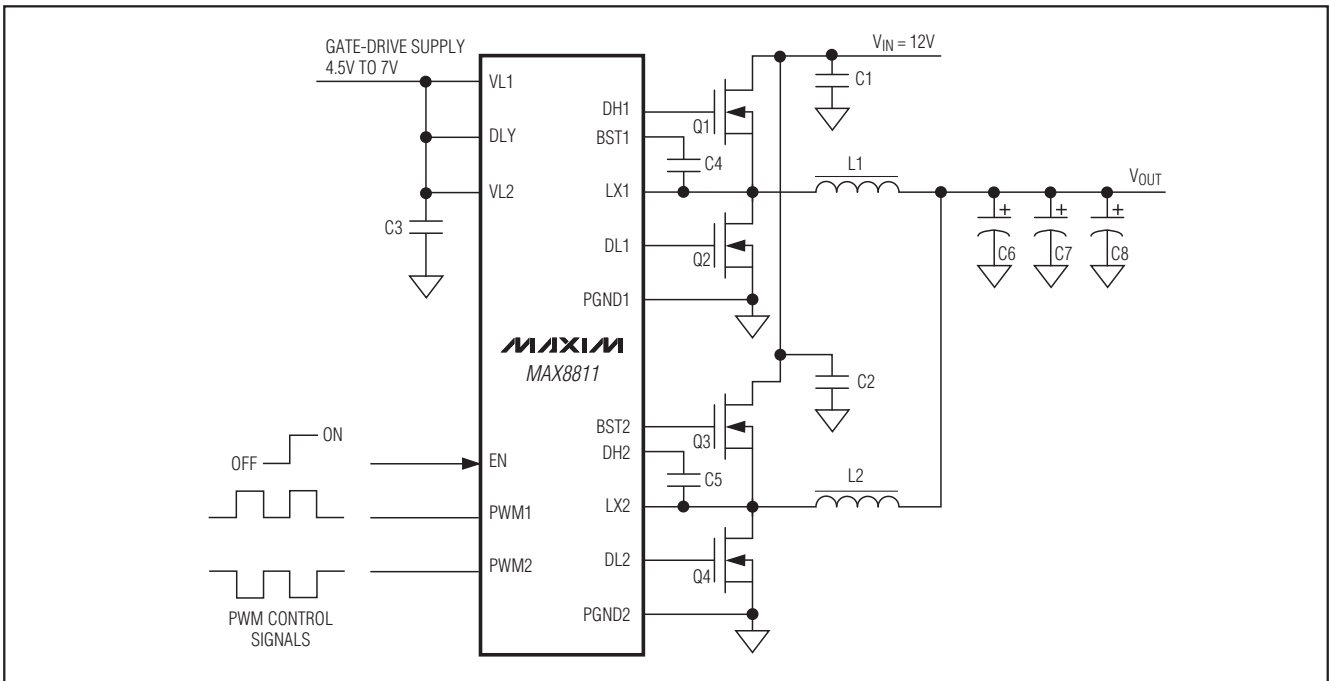 GATE-DRIVE SUPPLY
4.5V TO 7V
VIN = 12V
VL1
C1
DH1
Q1
BST1
DLY
C4
L1
VOUT
VL2
LX1
C3
+
+
+
C6
C7
C8
DL1
Q2
PGND1
MAXIM
MAX8811
C2
BST2
Q3
DH2
ON
OFF
EN
C5
L2
LX2
PWM1
DL2
PWM2
Q4
PWM CONTROL
SIGNALS
PGND2